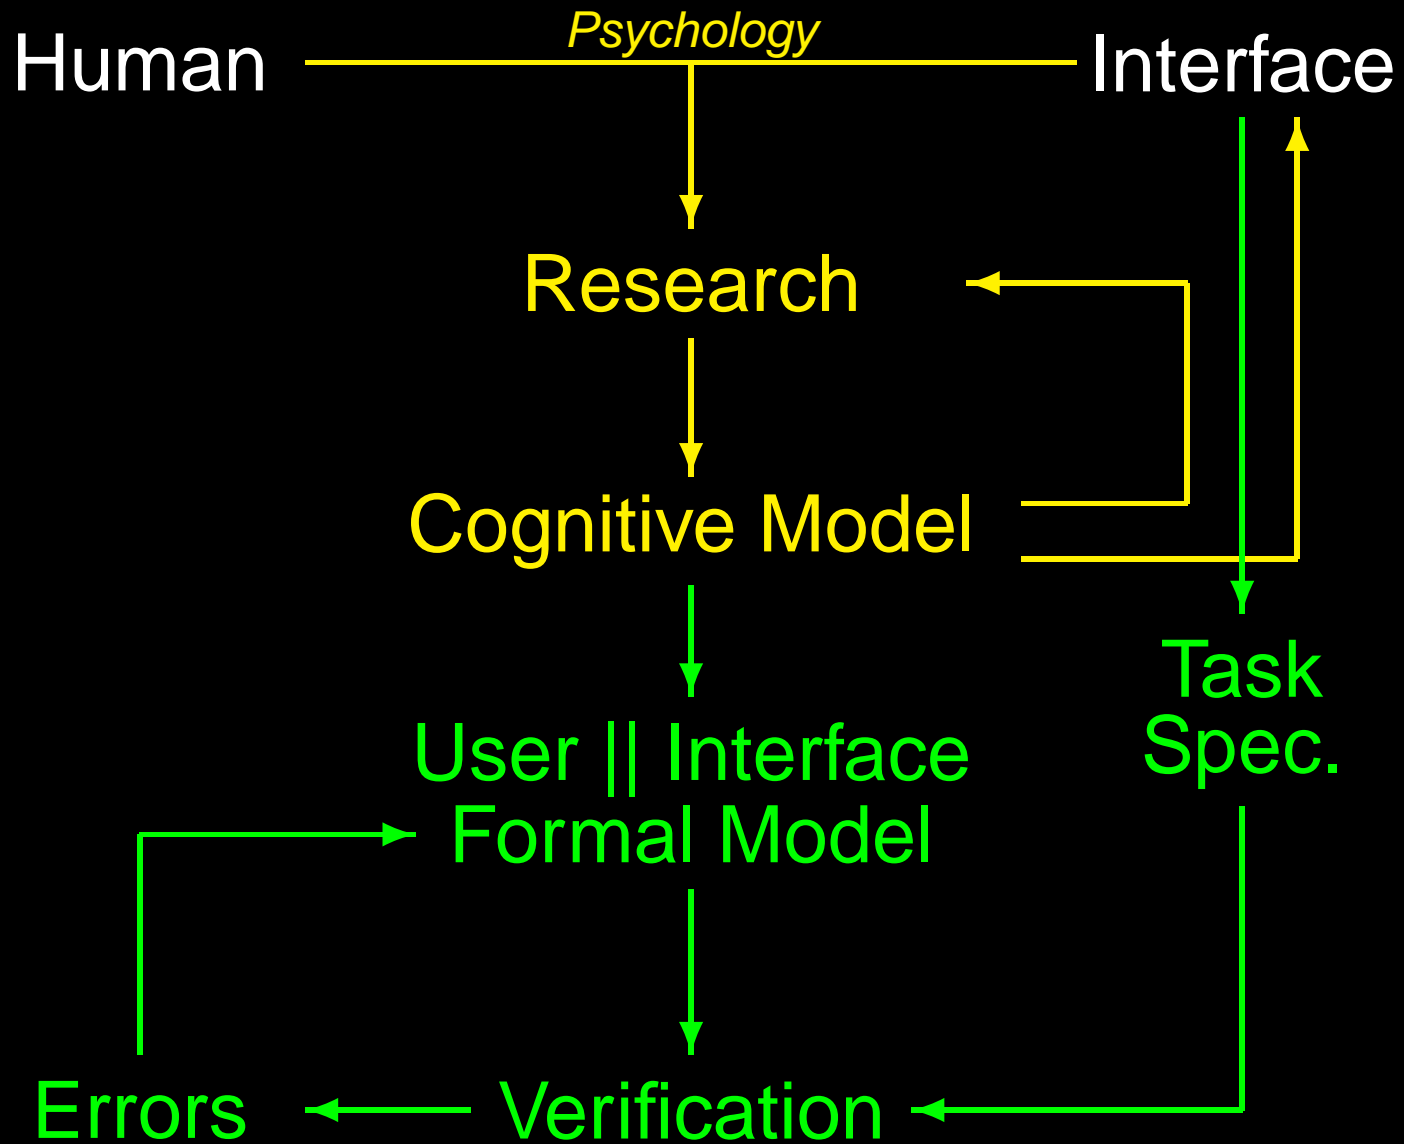 Psychology
Human
Interface
Research
Cognitive Model
Task
Spec.
User || Interface
Formal Model
Errors
Verification